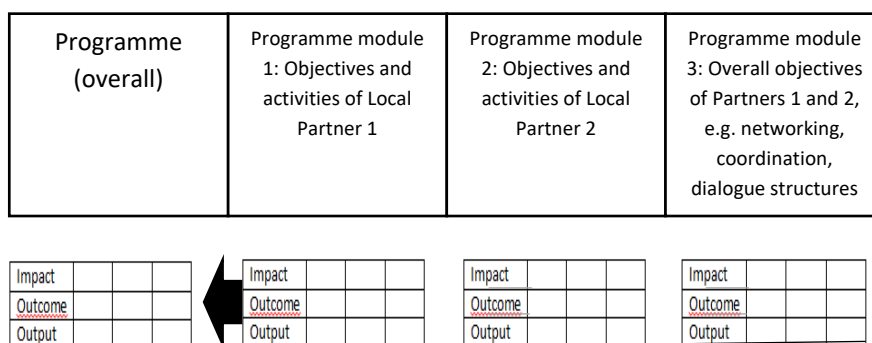 Programme
(overall)
Programme module
1: Objectives and
activities of Local
Partner 1
Programme module
2: Objectives and
activities of Local
Partner 2
Programme module
3: Overall objectives
of Partners 1 and 2,
e.g. networking,
coordination,
dialogue structures
Impact
Outcome
Output
Impact
Outcome
Output
Impact
Outcome
Output
Impact
Outcome
Output